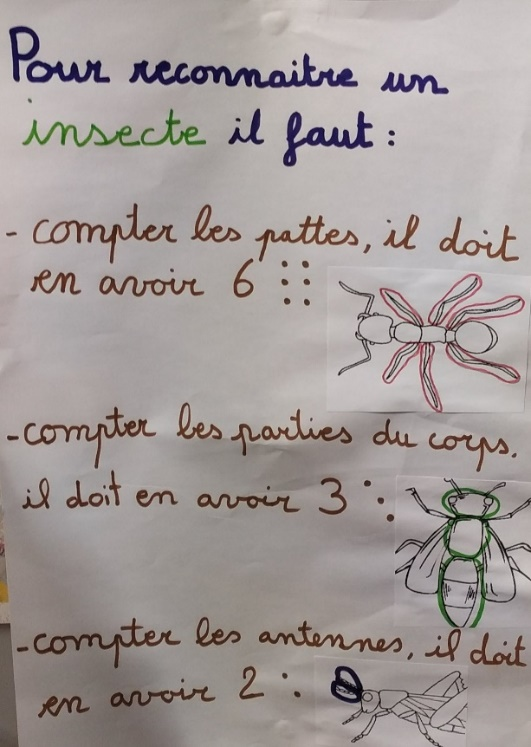 Pour reconnaitre un
insecte il faut :
- compter les pattes, il doit
en avoir 6
- compter les parties du corps.
il doit en avoir 3
- compter les antennes, il doit
en avoir 2